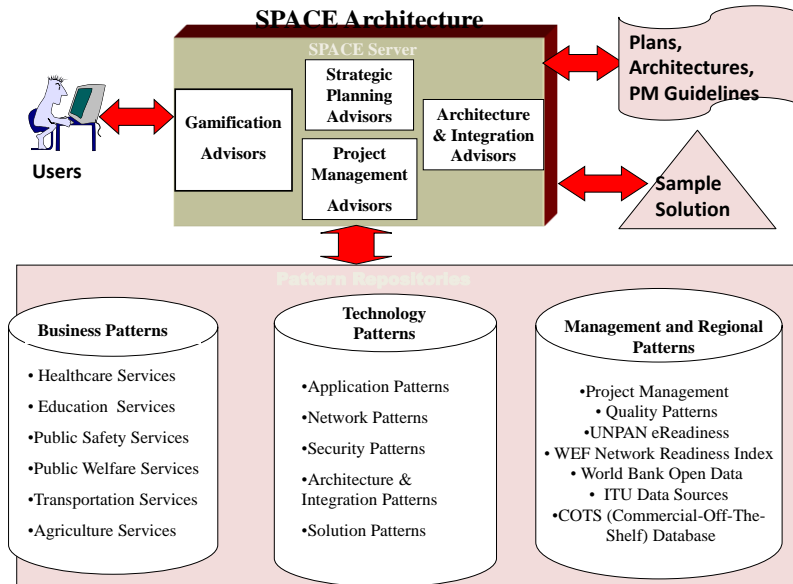 SPACE Architecture
SPACE Server
Users
Gamification
Advisors
Strategic
Planning
Advisors
Project
Management
Advisors
Architecture
& Integration
Advisors
Plans,
Architectures,
PM Guidelines
Sample
Solution
Pattern Repositories
Business Patterns
• Healthcare Services
• Education Services
•Public Safety Services
•Public Welfare Services
•Transportation Services
•Agriculture Services
Technology
Patterns
•Application Patterns
•Network Patterns
•Security Patterns
•Architecture &
Integration Patterns
•Solution Patterns
Management and Regional
Patterns
•Project Management
• Quality Patterns
•UNPAN eReadiness
• WEF Network Readiness Index
• World Bank Open Data
• ITU Data Sources
•COTS (Commercial-Off-The-
Shelf) Database